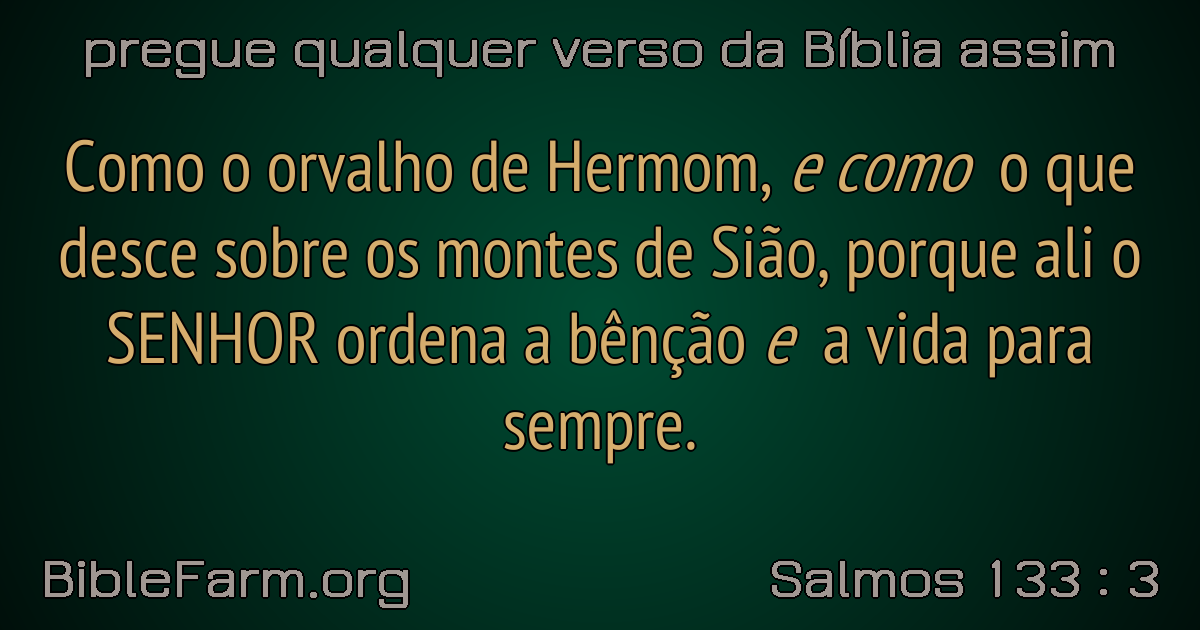 pregue qualquer verso da Bíblia assim
Como o orvalho de Hermom, e como o que
desce sobre os montes de Sião, porque ali o
SENHOR ordena a bênção e a vida para
sempre.
BibleFarm.org
Salmos 133 : 3